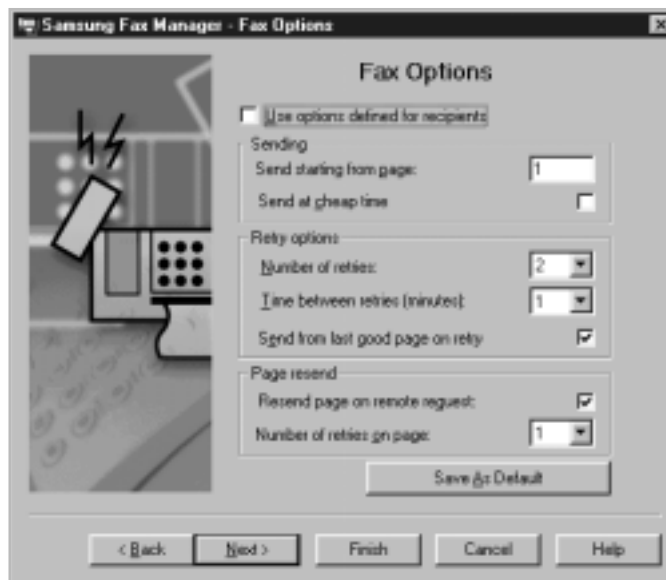 Samsung Fax Manager - Fax Options
Fax Options
Use options defined for recipients
Sending
Send starting from page: 1
Send at cheap time
Retry options
Number of retries: 2
Time between retries (minutes): 1
Send from last good page on retry
Page resend
Resend page on remote reguest:
Number of retries on page: 1
Save As Default
< Back Next > Finish Cancel Help